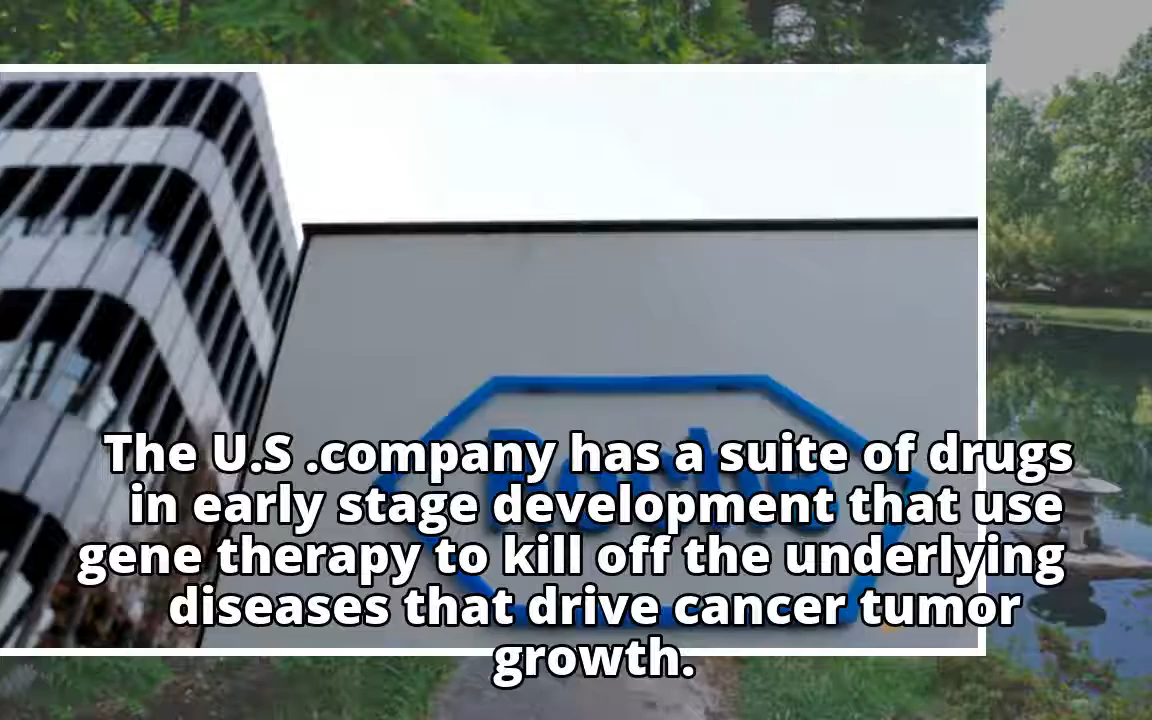 The U.S .company has a suite of drugs
in early stage development that use
gene therapy to kill off the underlying
diseases that drive cancer tumor
growth.
Roche